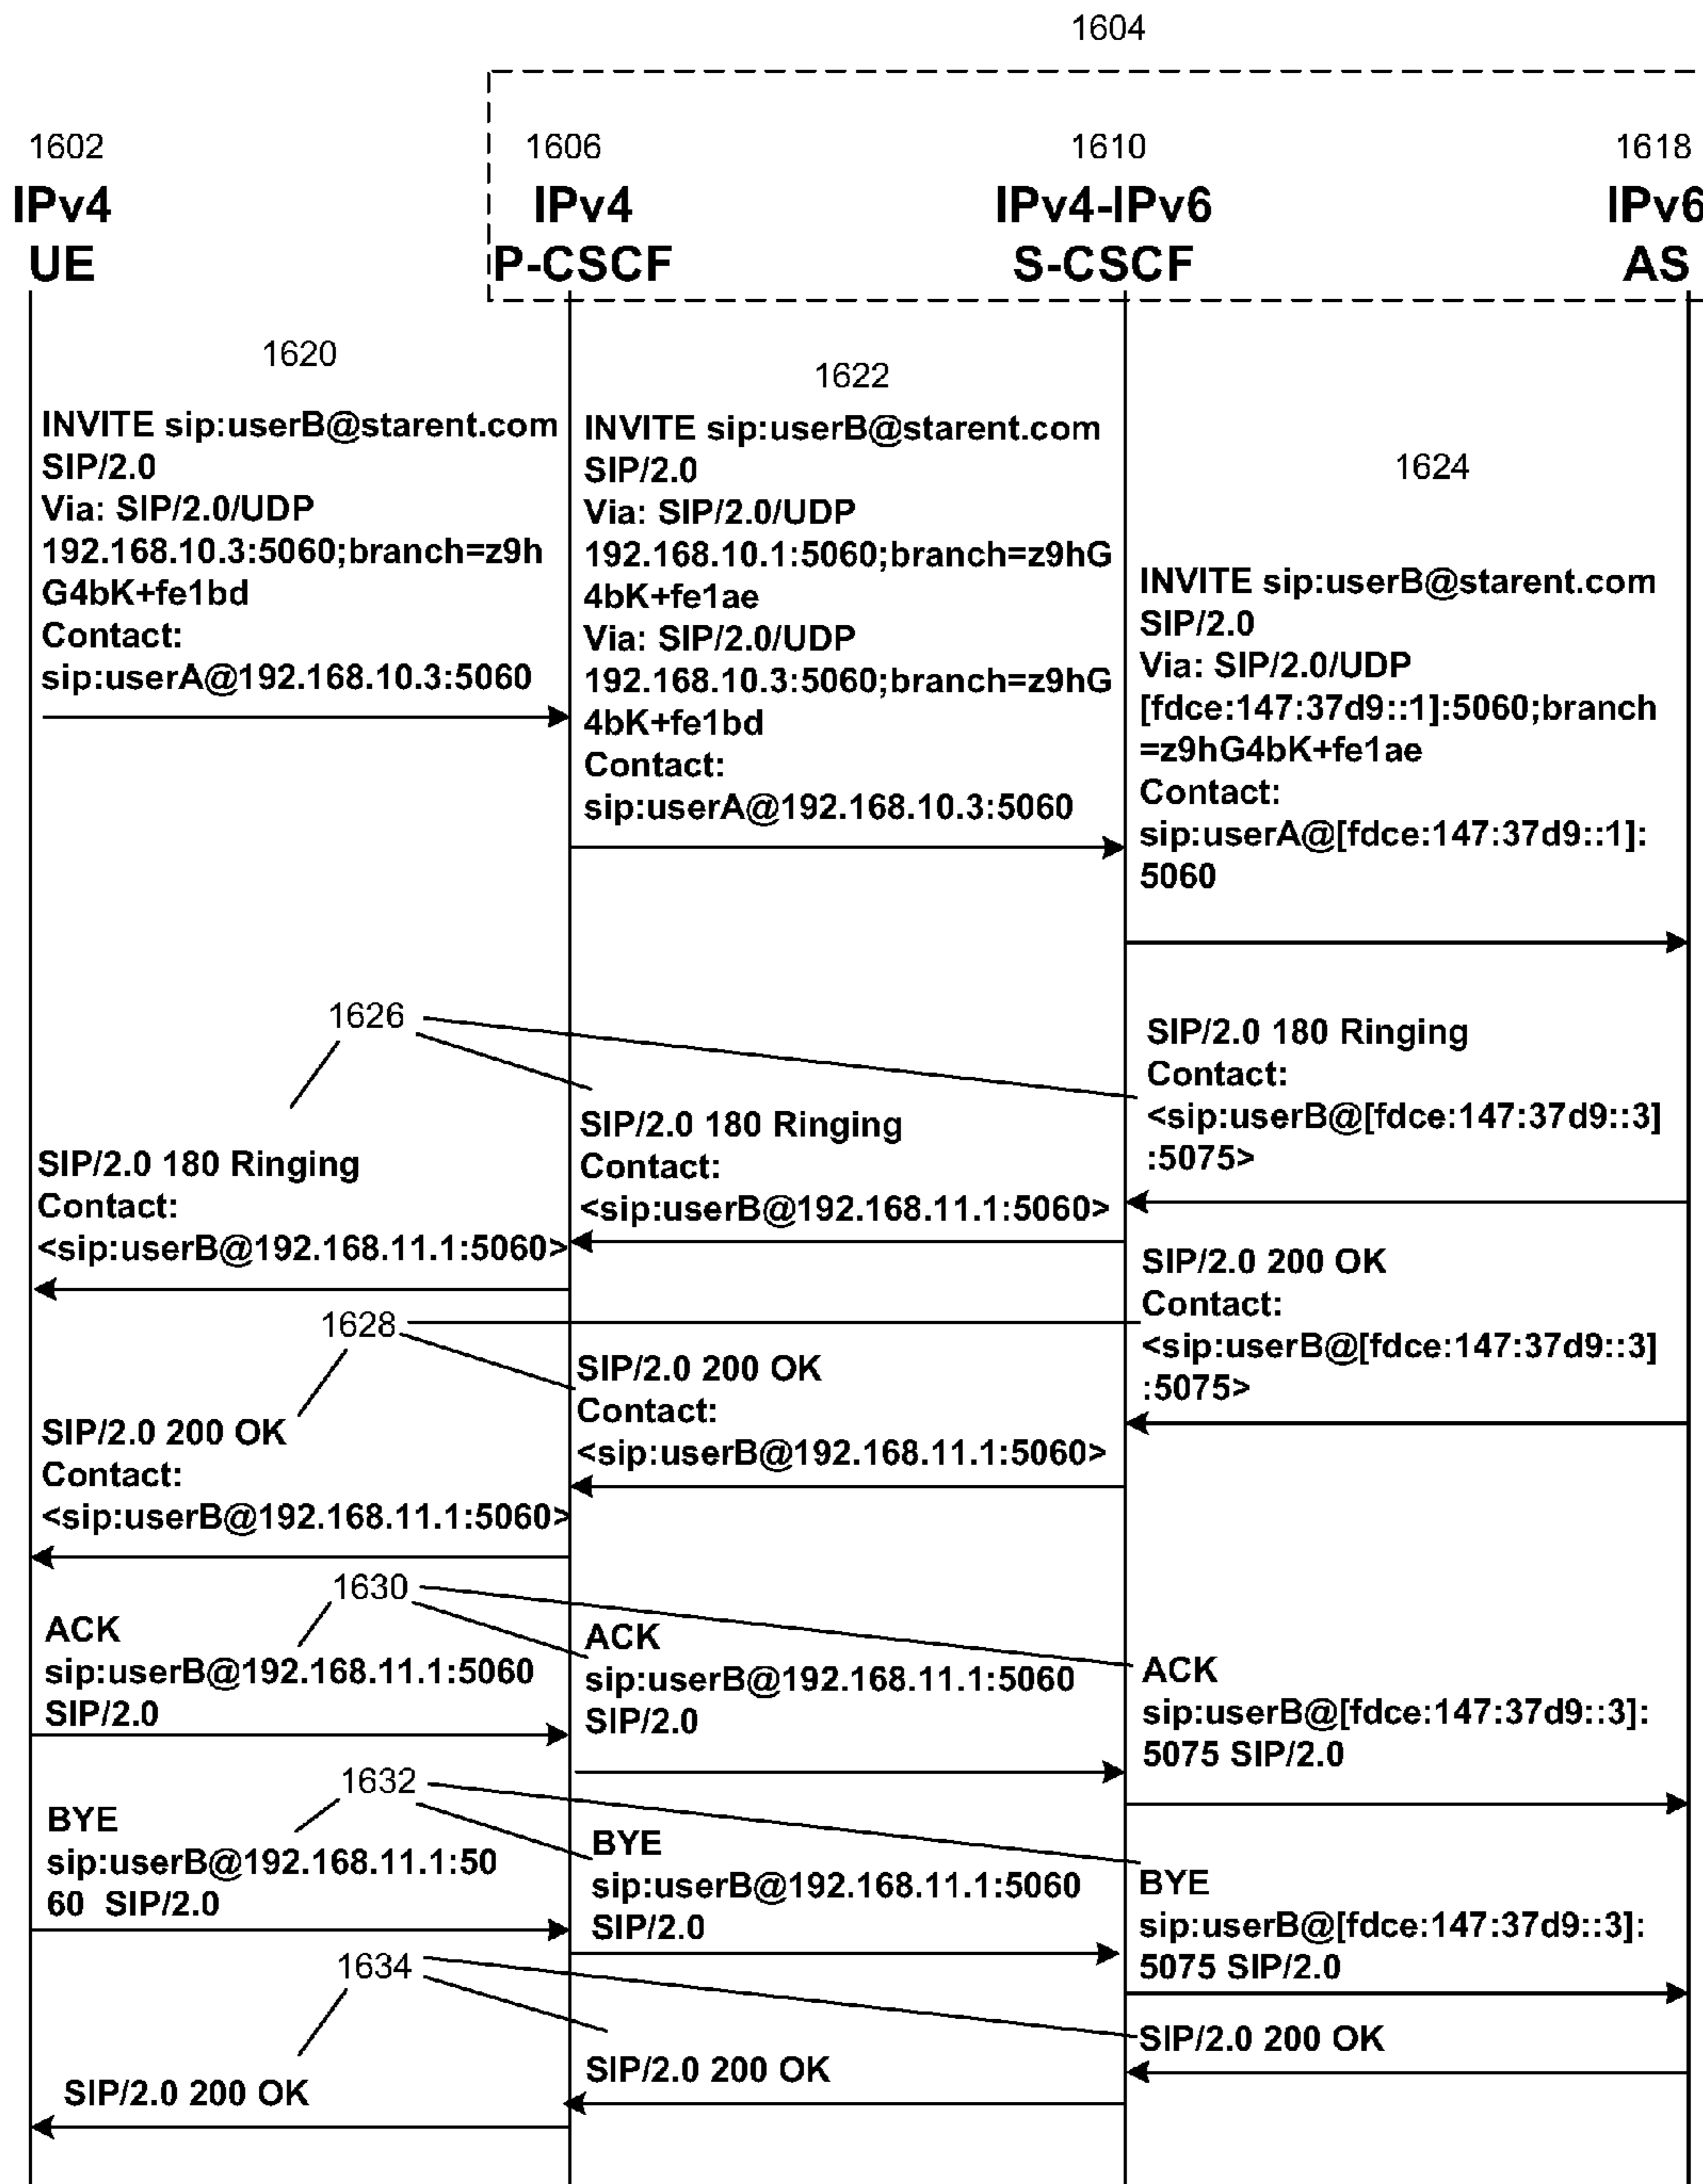 1604
1602
IPv4
UE
1606
IPv4
P-CSCF
1610
IPv4-IPv6
S-CSCF
1618
IPv6
AS
1620
INVITE sip:userB@starent.com
SIP/2.0
Via: SIP/2.0/UDP
192.168.10.3:5060;branch=z9h
G4bK+fe1bd
Contact:
sip:userA@192.168.10.3:5060
1622
INVITE sip:userB@starent.com
SIP/2.0
Via: SIP/2.0/UDP
192.168.10.1:5060;branch=z9hG
4bK+fe1ae
Via: SIP/2.0/UDP
192.168.10.3:5060;branch=z9hG
4bK+fe1bd
Contact:
sip:userA@192.168.10.3:5060
1624
INVITE sip:userB@starent.com
SIP/2.0
Via: SIP/2.0/UDP
[fdce:147:37d9::1]:5060;branch
=z9hG4bK+fe1ae
Contact:
sip:userA@[fdce:147:37d9::1]:
5060
1626
SIP/2.0 180 Ringing
Contact:
<sip:userB@[fdce:147:37d9::3]
:5075>
SIP/2.0 180 Ringing
Contact:
<sip:userB@192.168.11.1:5060>
SIP/2.0 180 Ringing
Contact:
<sip:userB@192.168.11.1:5060>
1628
SIP/2.0 200 OK
Contact:
<sip:userB@[fdce:147:37d9::3]
:5075>
SIP/2.0 200 OK
Contact:
<sip:userB@192.168.11.1:5060>
SIP/2.0 200 OK
Contact:
<sip:userB@192.168.11.1:5060>
1630
ACK
sip:userB@192.168.11.1:5060
SIP/2.0
ACK
sip:userB@192.168.11.1:5060
SIP/2.0
ACK
sip:userB@[fdce:147:37d9::3]:
5075 SIP/2.0
1632
BYE
sip:userB@192.168.11.1:50
60 SIP/2.0
BYE
sip:userB@192.168.11.1:5060
SIP/2.0
BYE
sip:userB@[fdce:147:37d9::3]:
5075 SIP/2.0
1634
SIP/2.0 200 OK
SIP/2.0 200 OK
SIP/2.0 200 OK